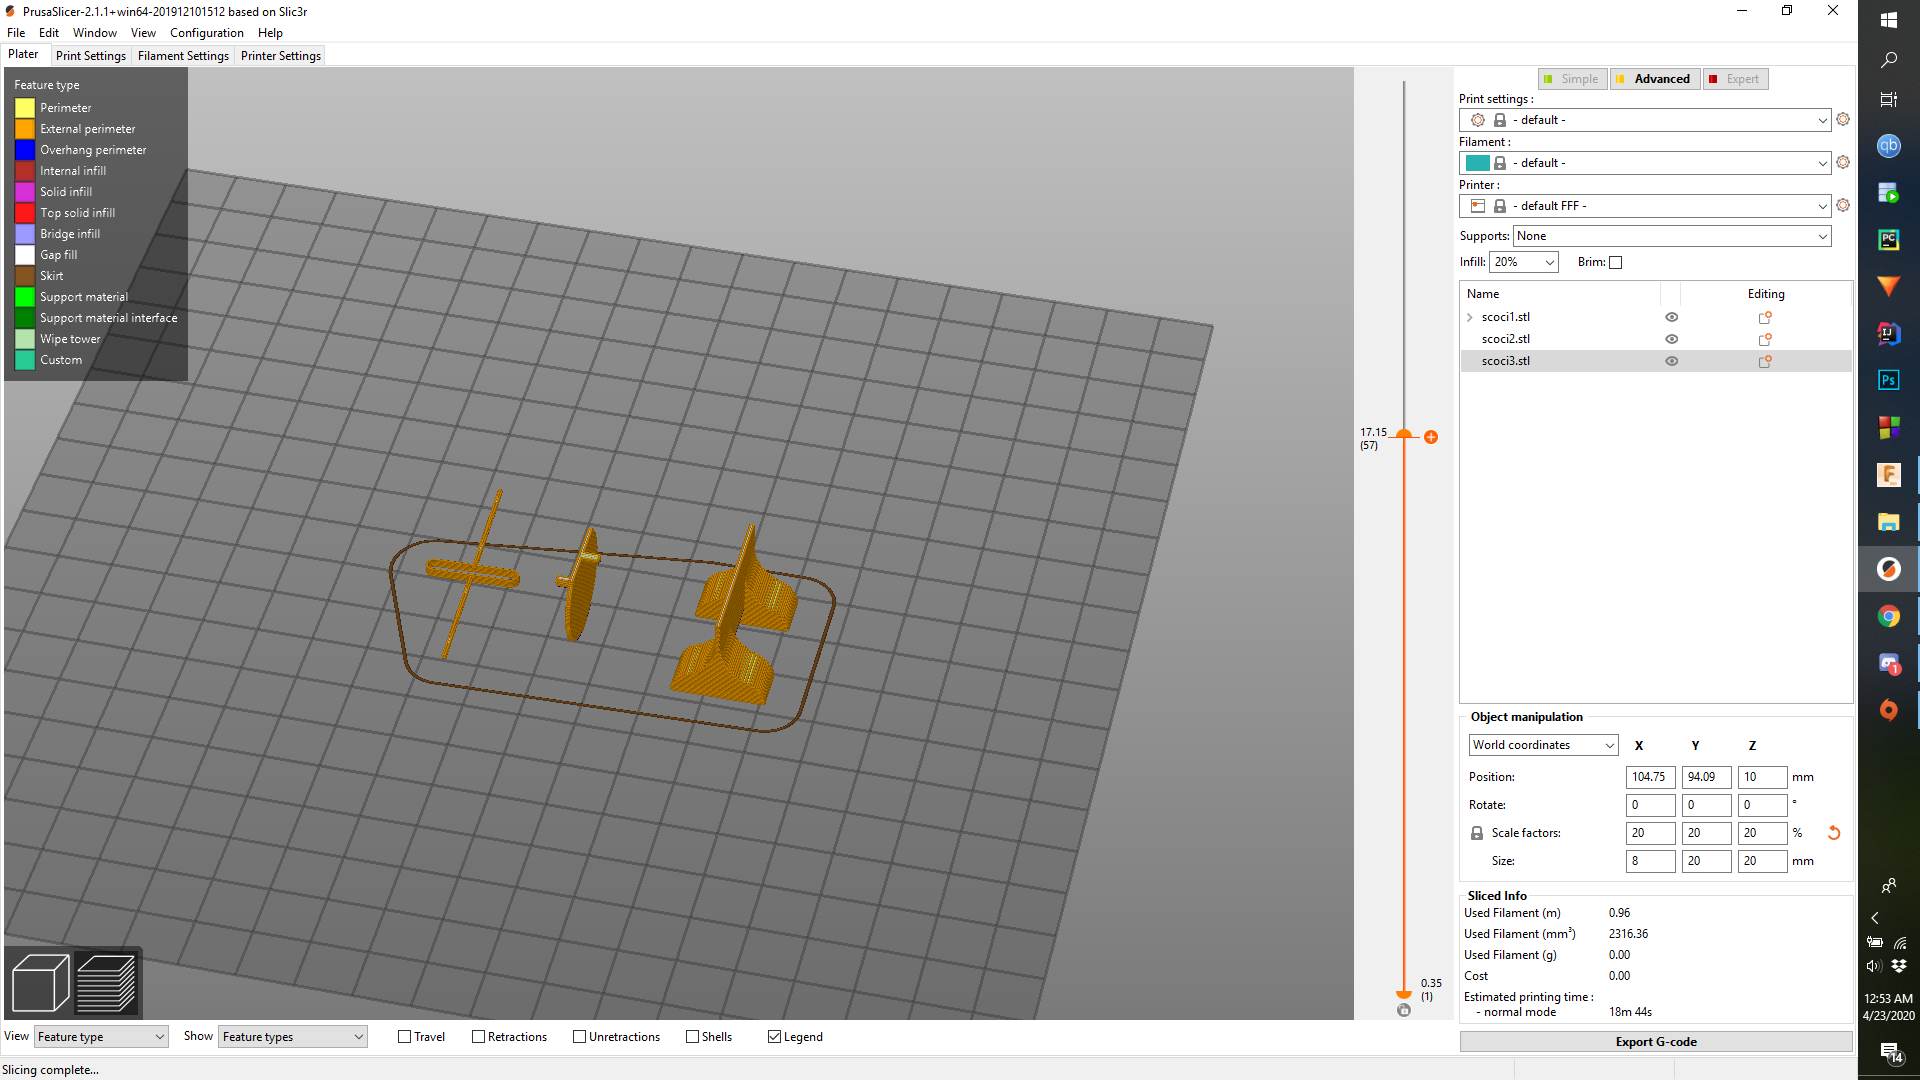 PrusaSlicer-2.1.1+win64-201912101512 based on Slic3r
File Edit Window View Configuration Help
Plater Print Settings Filament Settings Printer Settings
Feature type
Perimeter
External perimeter
Overhang perimeter
Internal infill
Solid infill
Top solid infill
Bridge infill
Gap fill
Skirt
Support material
Support material interface
Wipe tower
Custom
17.15
(57)
0.35
(1)
Simple Advanced Expert
Print settings :
- default -
Filament :
- default -
Printer :
- default FFF -
Supports: None
Infill: 20% Brim:
Name Editing
scoci1.stl
scoci2.stl
scoci3.stl
Object manipulation
World coordinates X Y Z
Position: 104.75 94.09 10 mm
Rotate: 0 0 0 °
Scale factors: 20 20 20 %
Size: 8 20 20 mm
Sliced Info
Used Filament (m) 0.96
Used Filament (mm³) 2316.36
Used Filament (g) 0.00
Cost 0.00
Estimated printing time :
- normal mode 18m 44s
Export G-code
View Feature type Show Feature types Travel Retractions Unretractions Shells Legend
Slicing complete...
qb
PC
IJ
Ps
F
1
12:53 AM
4/23/2020
14